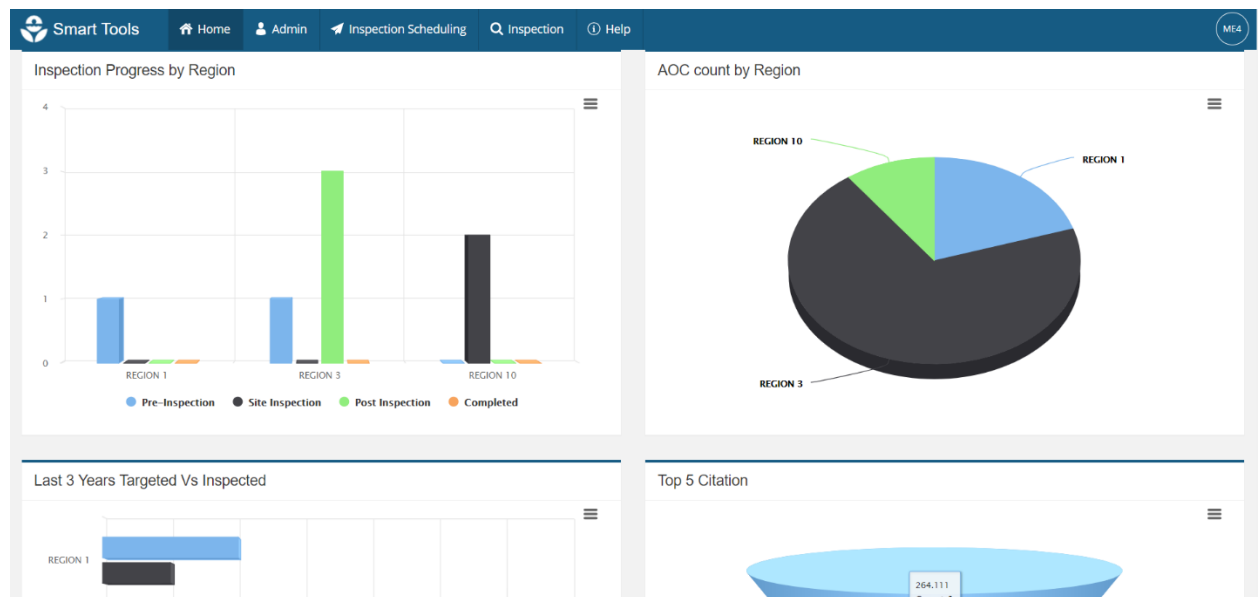 Smart Tools Home Admin Inspection Scheduling Inspection Help ME4
Inspection Progress by Region
4
3
2
1
0
REGION 1 REGION 3 REGION 10
Pre-Inspection Site Inspection Post Inspection Completed
AOC count by Region
REGION 10
REGION 1
REGION 3
Last 3 Years Targeted Vs Inspected
REGION 1
Top 5 Citation
264.111